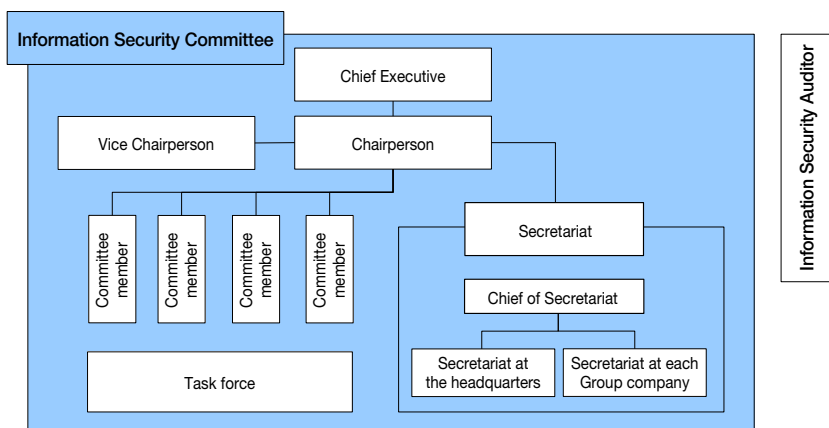 Information Security Committee
Chief Executive
Vice Chairperson
Chairperson
Committee
member
Committee
member
Committee
member
Committee
member
Secretariat
Chief of Secretariat
Secretariat at
the headquarters
Secretariat at each
Group company
Task force
Information Security Auditor